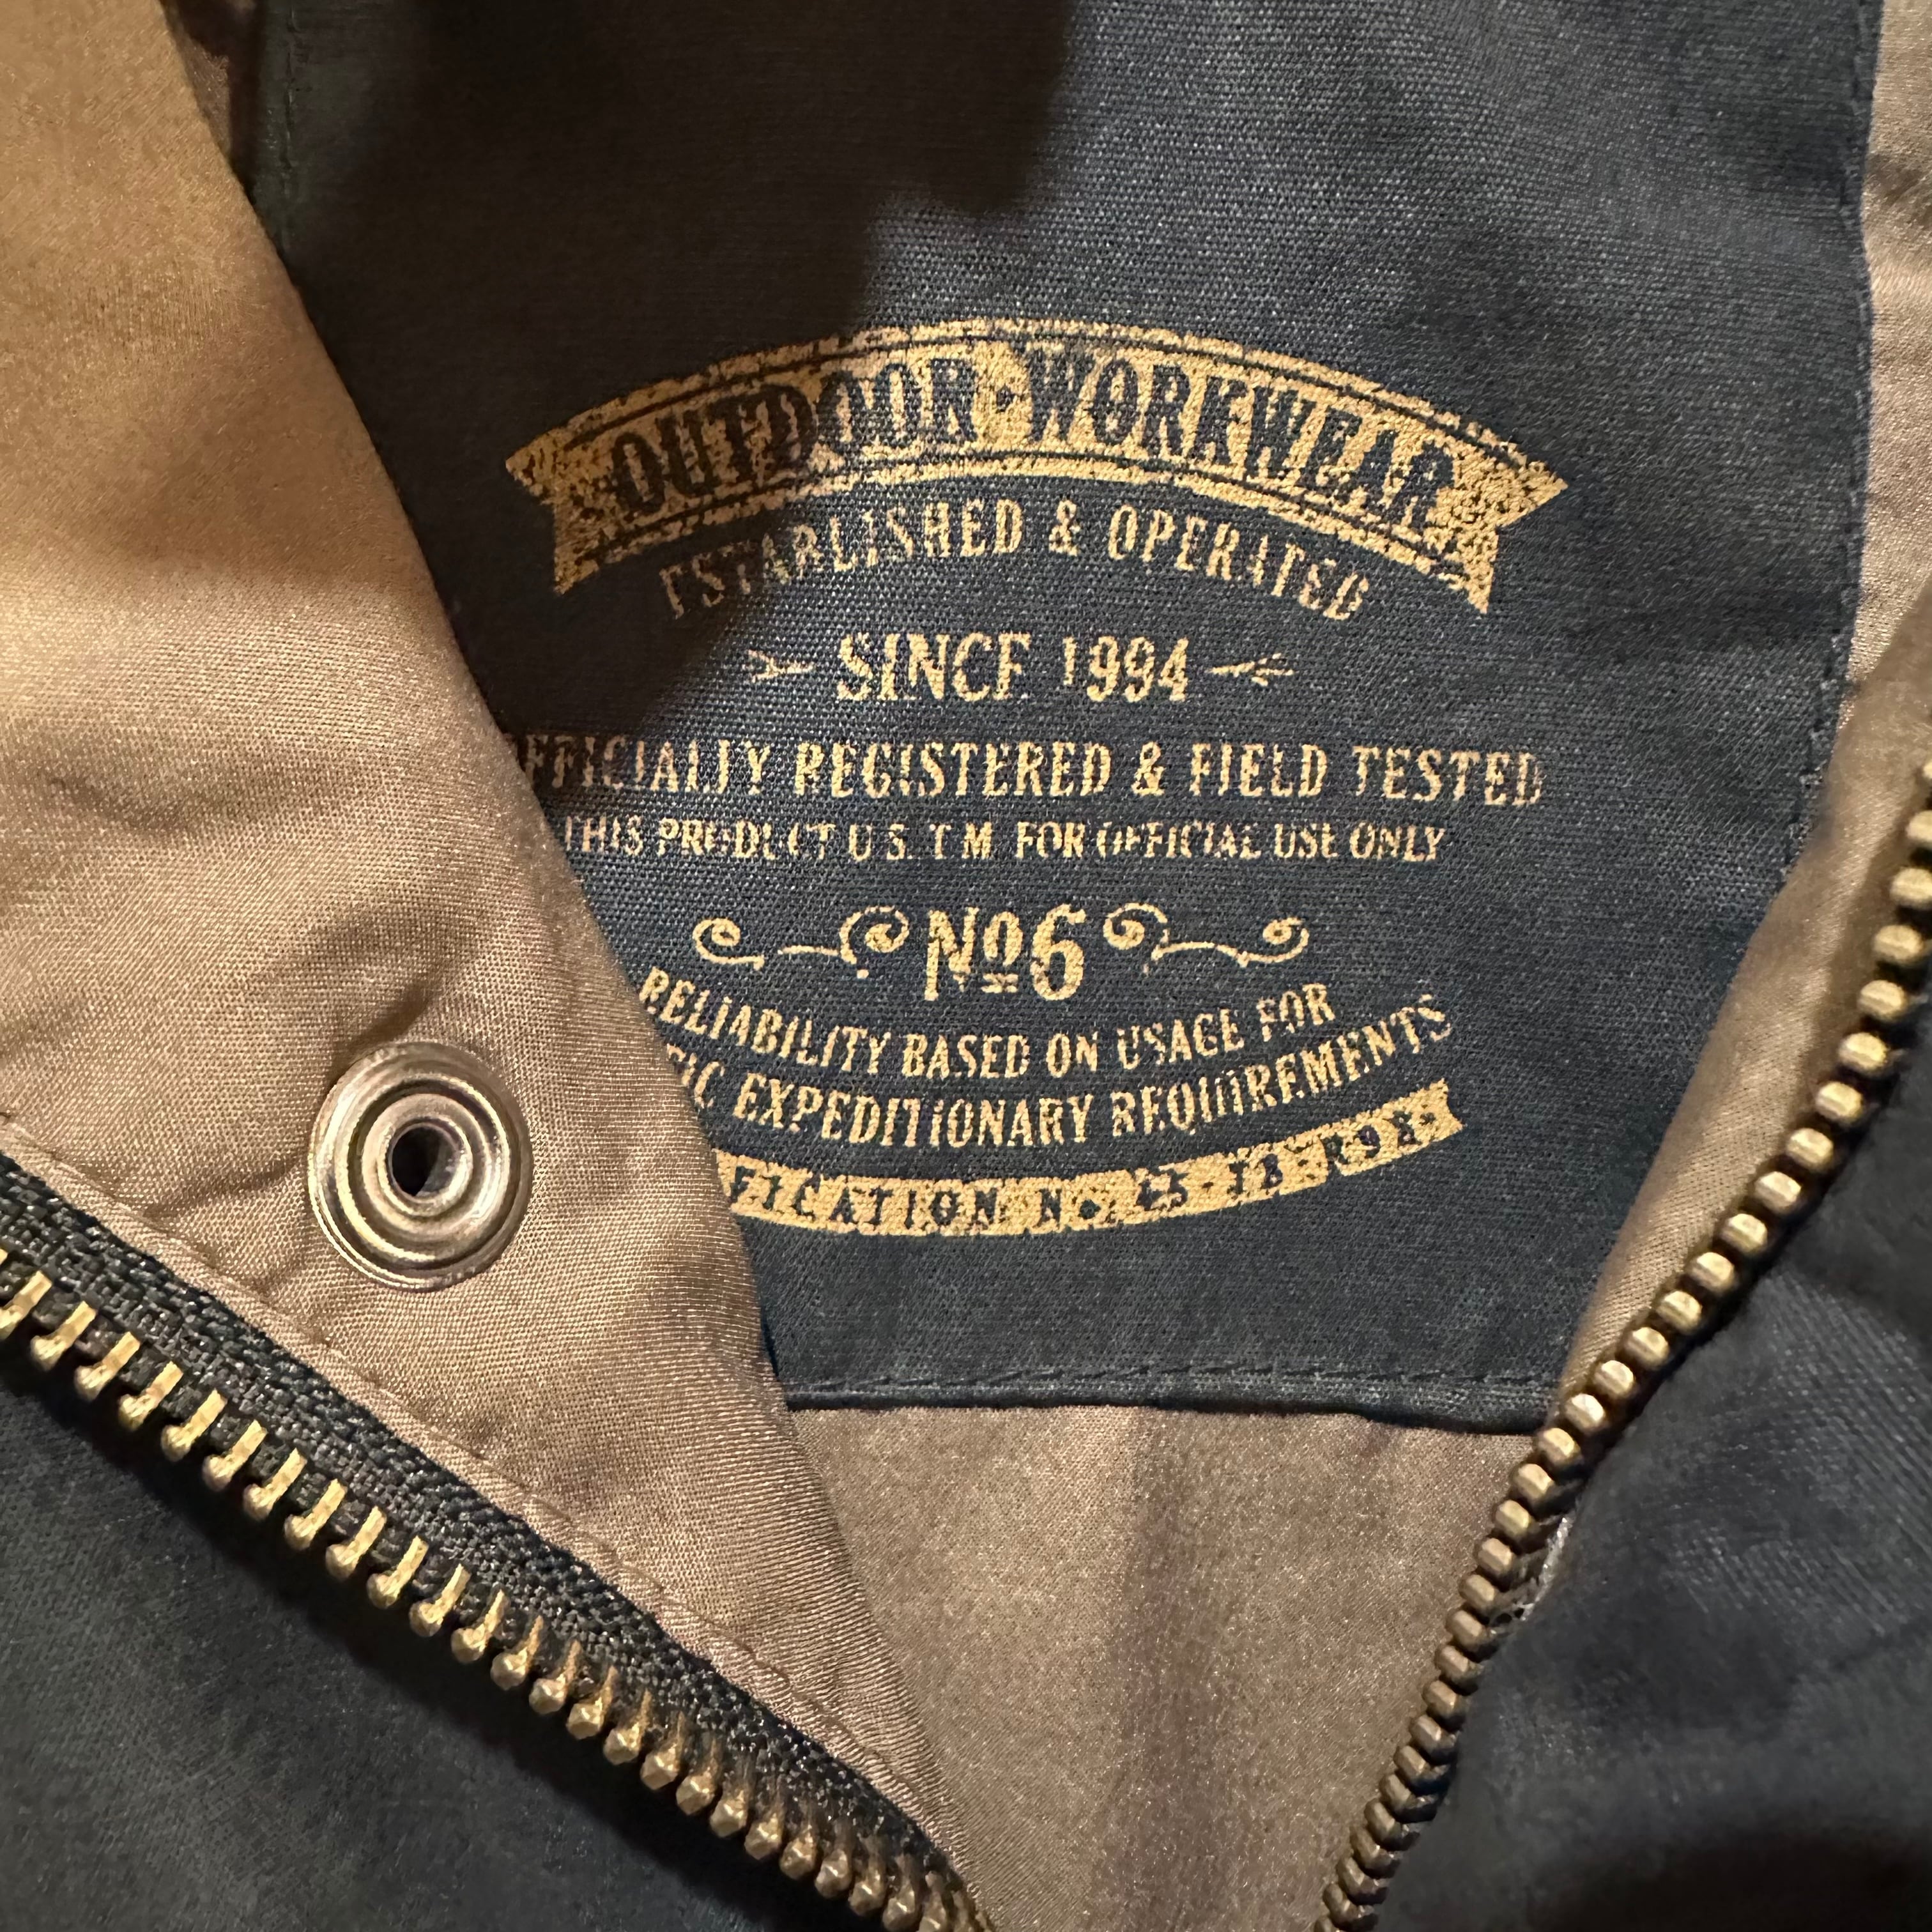 OUTDOOR · WORKWEAR
ESTABLISHED & OPERATED
SINCE 1994
OFFICIALLY REGISTERED & FIELD TESTED
THIS PRODUCT U.S. T.M. FOR OFFICIAL USE ONLY
No6
RELIABILITY BASED ON USAGE FOR
EXPEDITIONARY REQUIREMENTS
No.